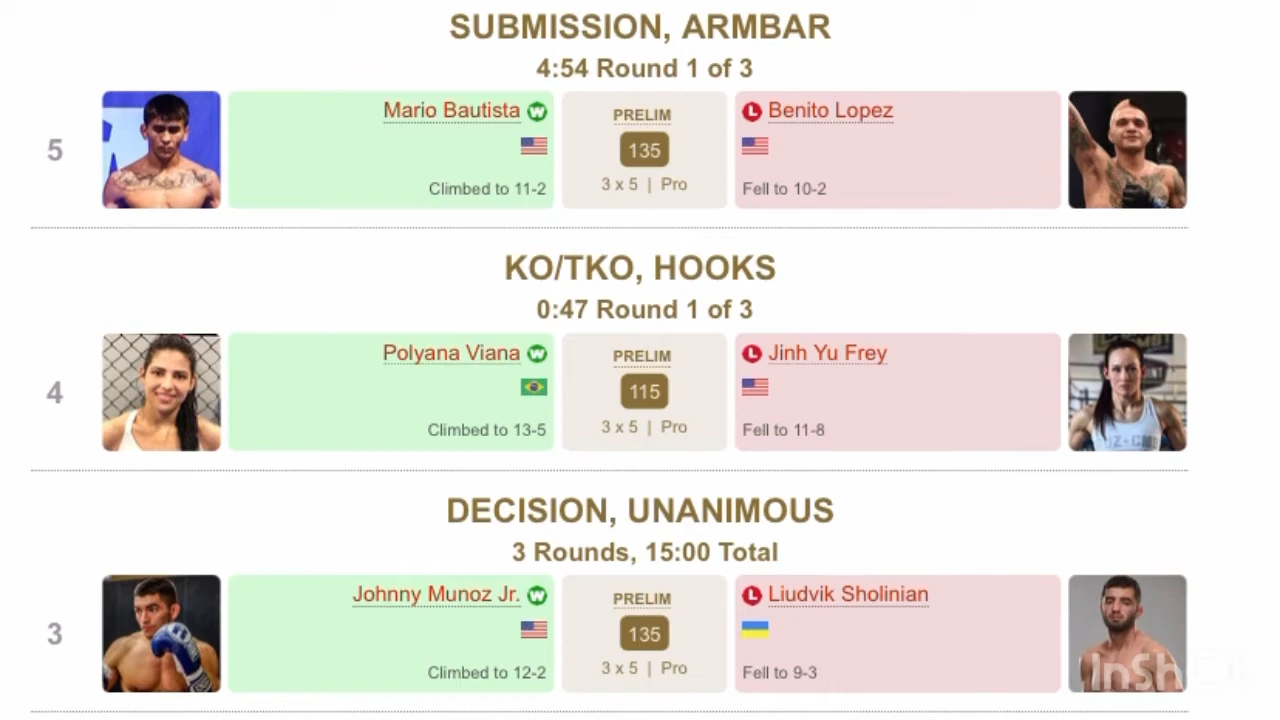 SUBMISSION, ARMBAR
4:54 Round 1 of 3
5
Mario Bautista W
PRELIM
L Benito Lopez
135
Climbed to 11-2
3 x 5 | Pro
Fell to 10-2
KO/TKO, HOOKS
0:47 Round 1 of 3
4
Polyana Viana W
PRELIM
L Jinh Yu Frey
115
Climbed to 13-5
3 x 5 | Pro
Fell to 11-8
DECISION, UNANIMOUS
3 Rounds, 15:00 Total
3
Johnny Munoz Jr. W
PRELIM
L Liudvik Sholinian
135
Climbed to 12-2
3 x 5 | Pro
Fell to 9-3